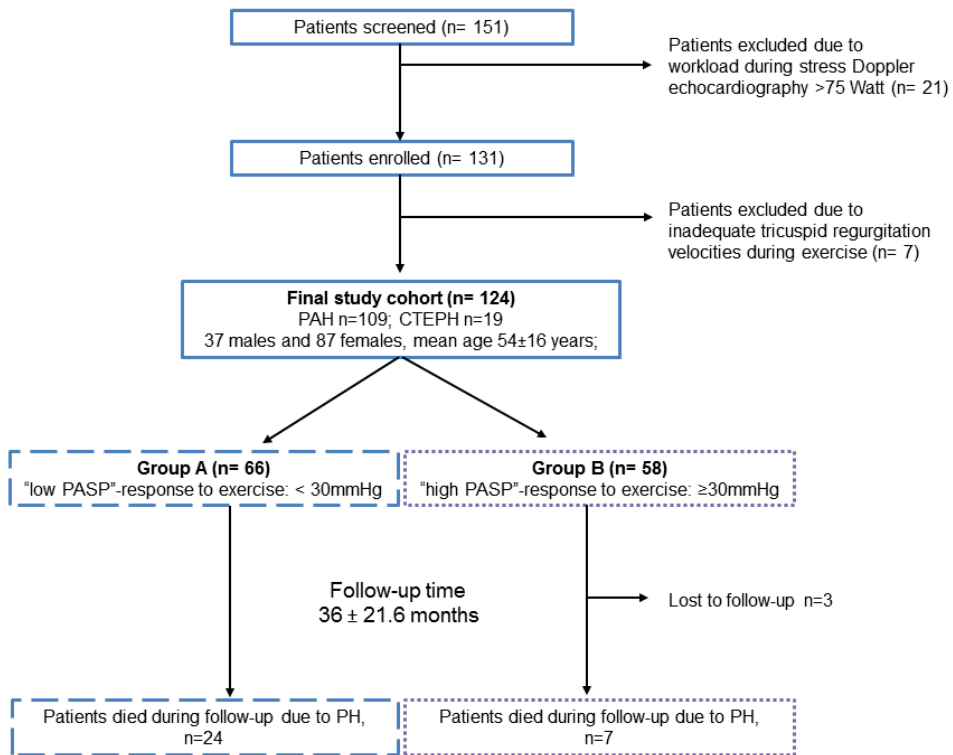 Patients screened (n= 151)
Patients excluded due to
workload during stress Doppler
echocardiography >75 Watt (n= 21)
Patients enrolled (n= 131)
Patients excluded due to
inadequate tricuspid regurgitation
velocities during exercise (n= 7)
Final study cohort (n= 124)
PAH n=109; CTEPH n=19
37 males and 87 females, mean age 54±16 years;
Group A (n= 66)
"low PASP"-response to exercise: < 30mmHg
Group B (n= 58)
"high PASP"-response to exercise: ≥30mmHg
Follow-up time
36 ± 21.6 months
Lost to follow-up n=3
Patients died during follow-up due to PH,
n=24
Patients died during follow-up due to PH,
n=7